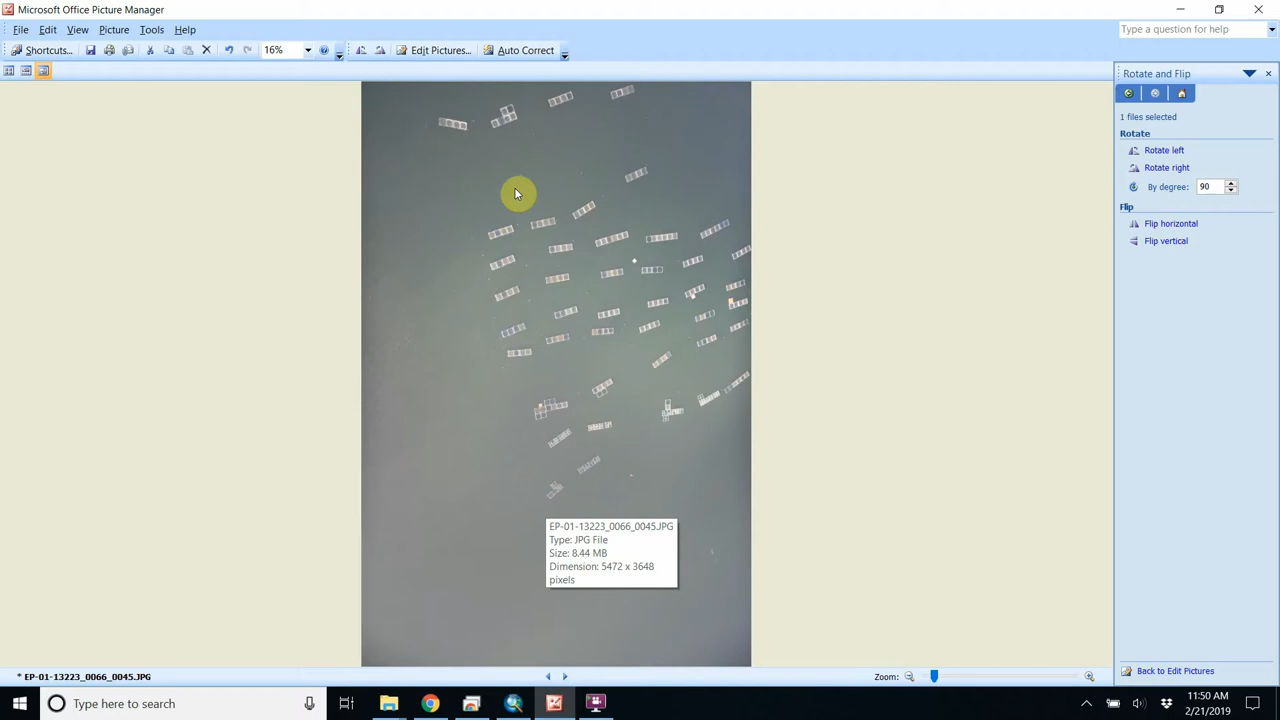 Microsoft Office Picture Manager
File Edit View Picture Tools Help
Type a question for help
Shortcuts...
16%
Edit Pictures...
Auto Correct
Rotate and Flip
1 files selected
Rotate
Rotate left
Rotate right
By degree: 90
Flip
Flip horizontal
Flip vertical
EP-01-13223_0066_0045.JPG
Type: JPG File
Size: 8.44 MB
Dimension: 5472 x 3648
pixels
Back to Edit Pictures
* EP-01-13223_0066_0045.JPG
Zoom:
Type here to search
11:50 AM
2/21/2019